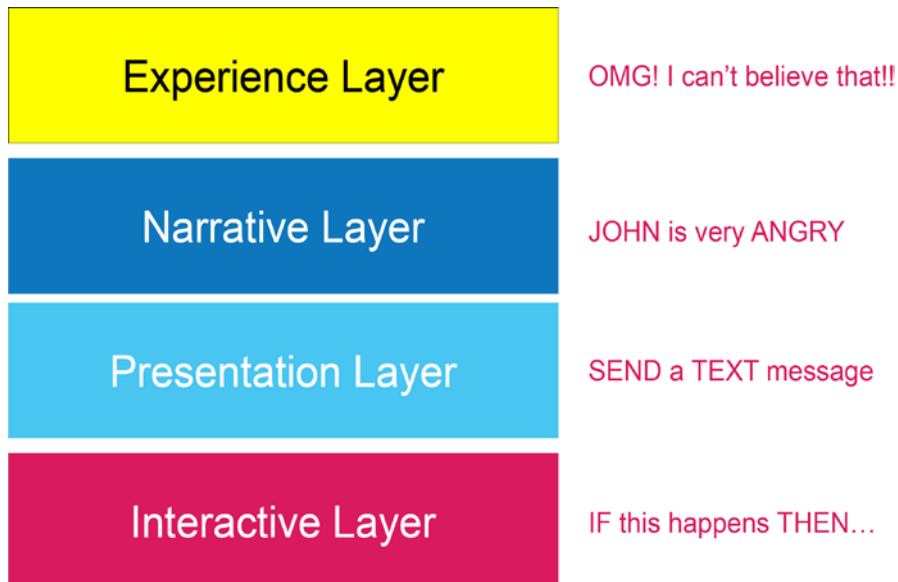 Experience Layer
OMG! I can’t believe that!!
Narrative Layer
JOHN is very ANGRY
Presentation Layer
SEND a TEXT message
Interactive Layer
IF this happens THEN…